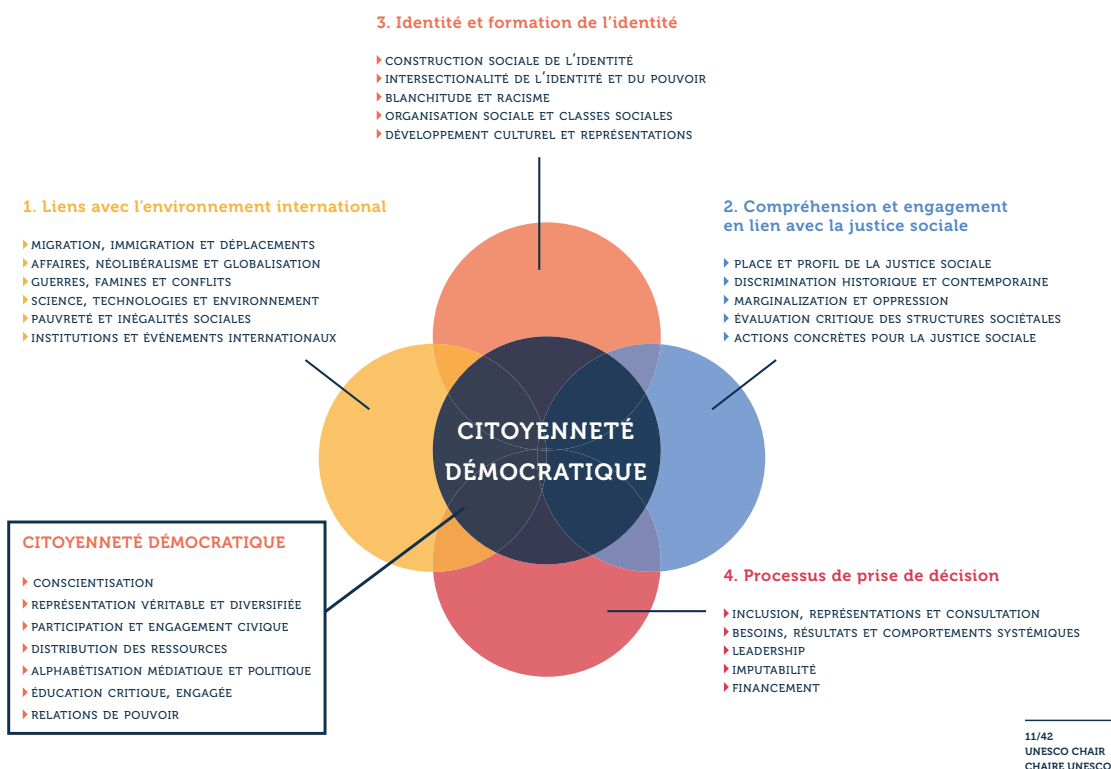 3. Identité et formation de l'identité
CONSTRUCTION SOCIALE DE L'IDENTITÉ
INTERSECTIONALITÉ DE L'IDENTITÉ ET DU POUVOIR
BLANCHITUDE ET RACISME
ORGANISATION SOCIALE ET CLASSES SOCIALES
DÉVELOPPEMENT CULTUREL ET REPRÉSENTATIONS
1. Liens avec l'environnement international
MIGRATION, IMMIGRATION ET DÉPLACEMENTS
AFFAIRES, NÉOLIBÉRALISME ET GLOBALISATION
GUERRES, FAMINES ET CONFLITS
SCIENCE, TECHNOLOGIES ET ENVIRONNEMENT
PAUVRETÉ ET INÉGALITÉS SOCIALES
INSTITUTIONS ET ÉVÉNEMENTS INTERNATIONAUX
2. Compréhension et engagement
en lien avec la justice sociale
PLACE ET PROFIL DE LA JUSTICE SOCIALE
DISCRIMINATION HISTORIQUE ET CONTEMPORAINE
MARGINALIZATION ET OPPRESSION
ÉVALUATION CRITIQUE DES STRUCTURES SOCIÉTALES
ACTIONS CONCRÈTES POUR LA JUSTICE SOCIALE
CITOYENNETÉ
DÉMOCRATIQUE
CITOYENNETÉ DÉMOCRATIQUE
CONSCIENTISATION
REPRÉSENTATION VÉRITABLE ET DIVERSIFIÉE
PARTICIPATION ET ENGAGEMENT CIVIQUE
DISTRIBUTION DES RESSOURCES
ALPHABÉTISATION MÉDIATIQUE ET POLITIQUE
ÉDUCATION CRITIQUE, ENGAGÉE
RELATIONS DE POUVOIR
4. Processus de prise de décision
INCLUSION, REPRÉSENTATIONS ET CONSULTATION
BESOINS, RÉSULTATS ET COMPORTEMENTS SYSTÉMIQUES
LEADERSHIP
IMPUTABILITÉ
FINANCEMENT
11/42
UNESCO CHAIR
CHAIRE UNESCO